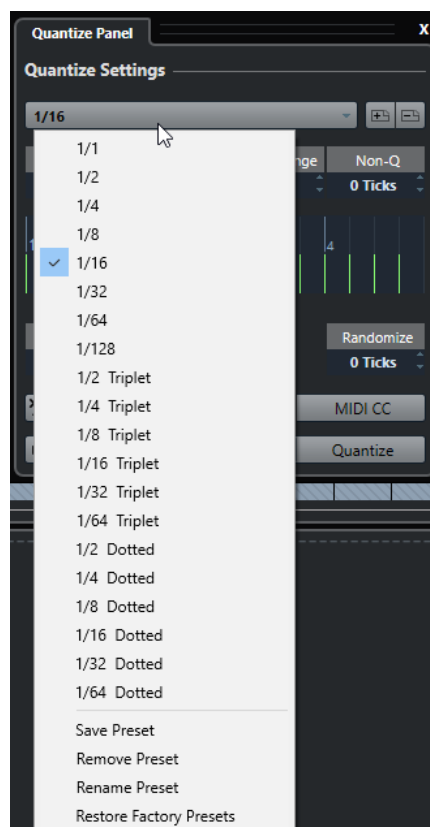 Quantize Panel X
Quantize Settings
1/16
1/1
1/2
1/4
1/8
1/16
1/32
1/64
1/128
1/2 Triplet
1/4 Triplet
1/8 Triplet
1/16 Triplet
1/32 Triplet
1/64 Triplet
1/2 Dotted
1/4 Dotted
1/8 Dotted
1/16 Dotted
1/32 Dotted
1/64 Dotted
Save Preset
Remove Preset
Rename Preset
Restore Factory Presets
Non-Q
0 Ticks
4
Randomize
0 Ticks
MIDI CC
Quantize